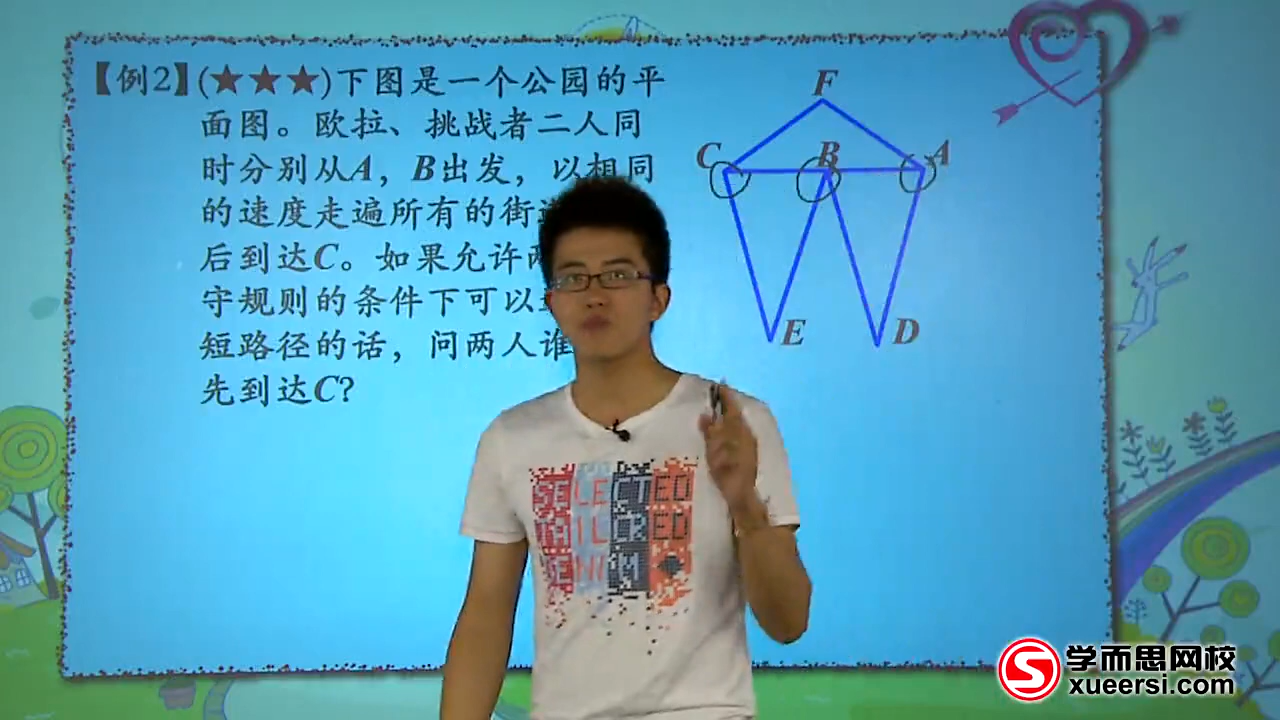 【例2】(★★★)下图是一个公园的平
面图。欧拉、挑战者二人同
时分别从A，B出发，以相同
的速度走遍所有的街
后到达C。如果允许
守规则的条件下可以
短路径的话，问两人谁
先到达C?
F
C
B
A
E
D
SELECTED
学而思网校
xueersi.com